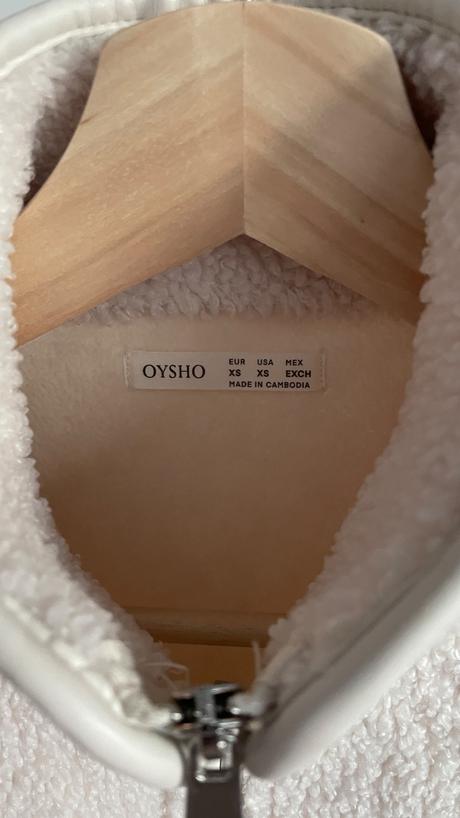 OYSHO
EUR USA MEX
XS XS EXCH
MADE IN CAMBODIA